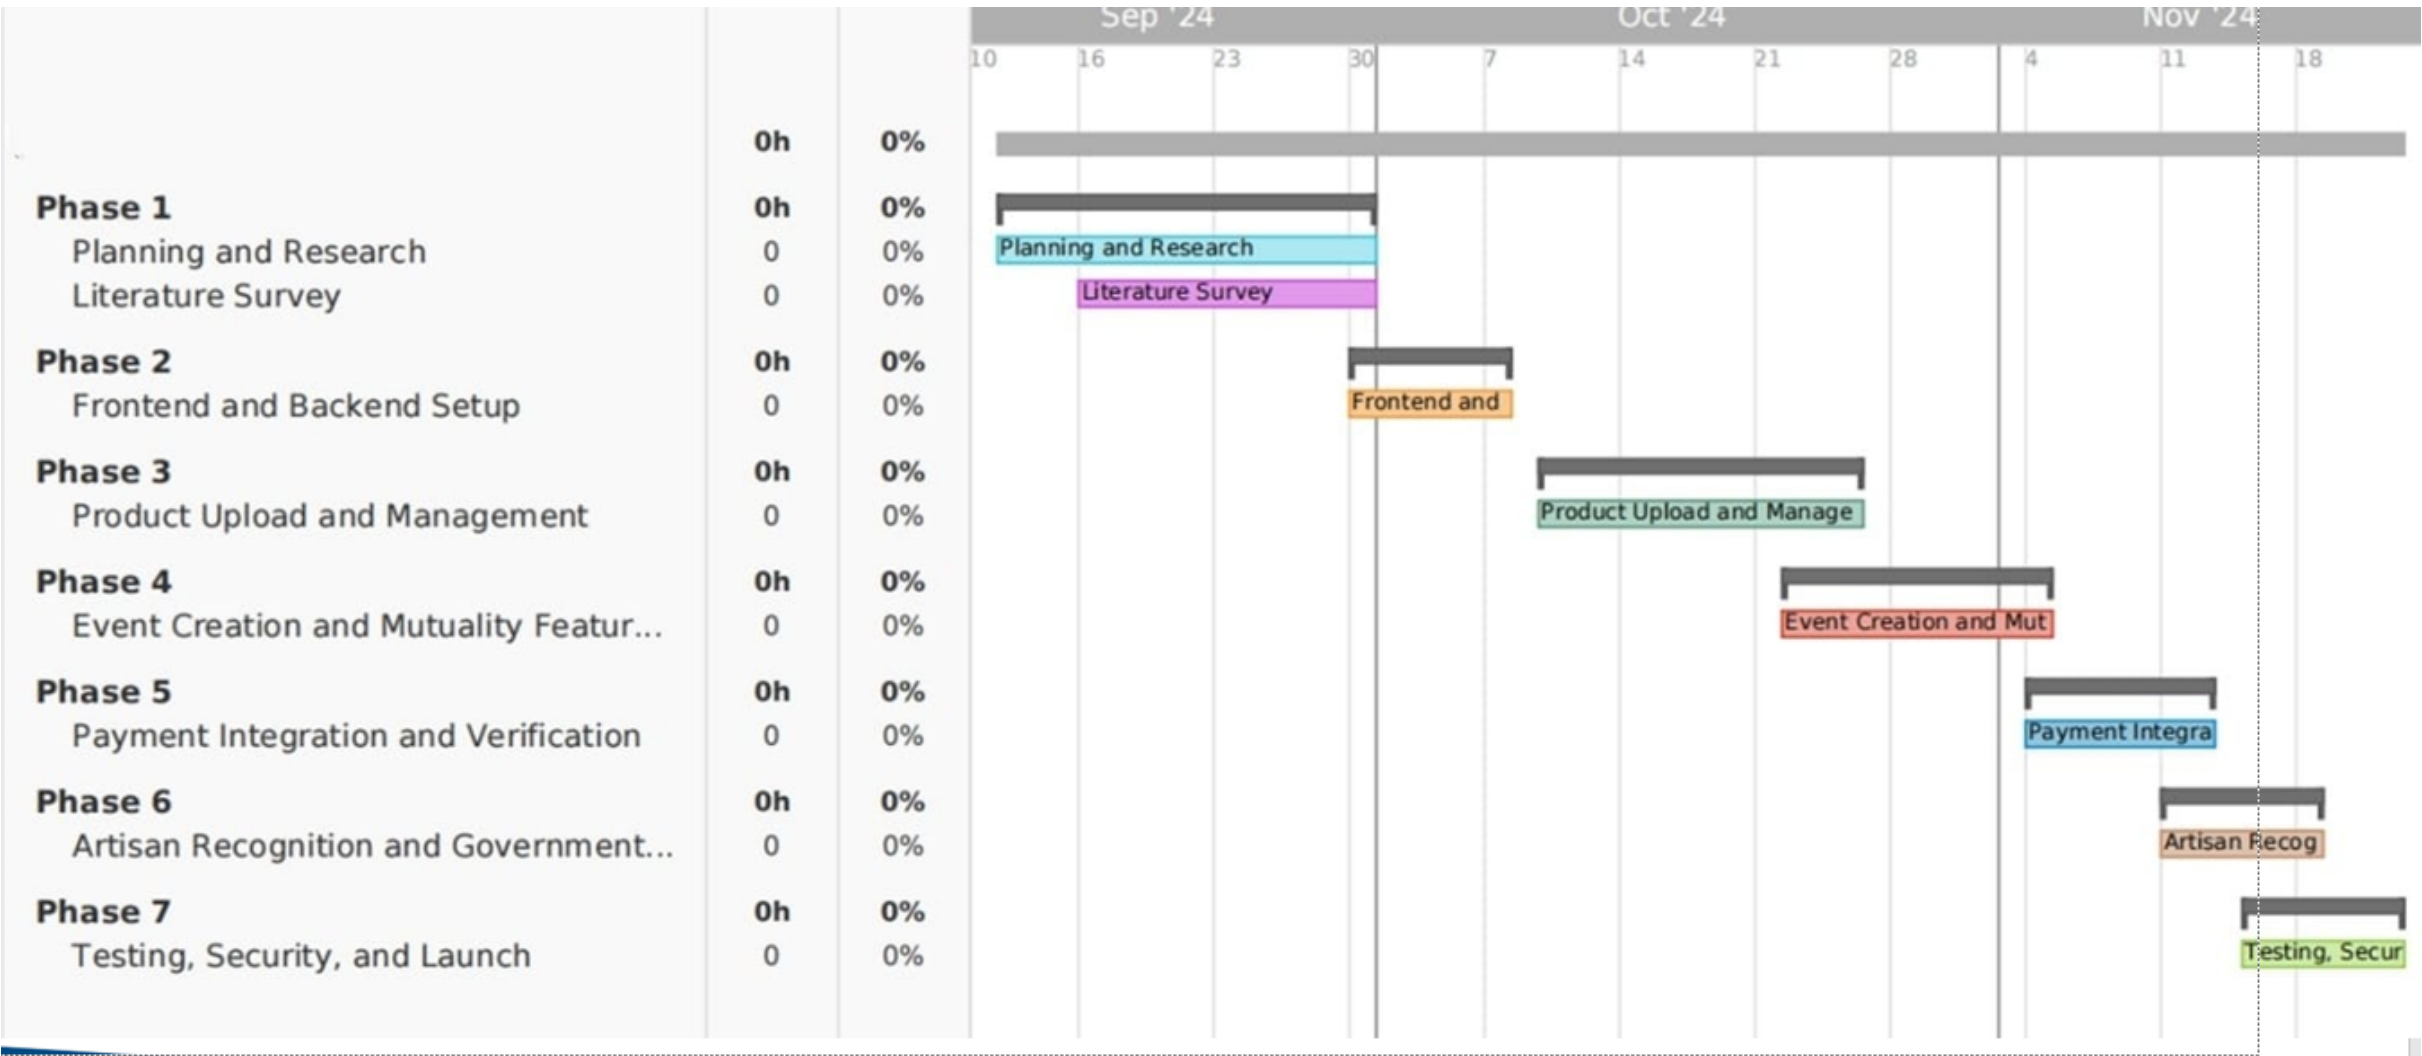 Sep '24 Oct '24 Nov '24
10 16 23 30 7 14 21 28 4 11 18
0h 0%
Phase 1 0h 0%
Planning and Research 0 0% Planning and Research
Literature Survey 0 0% Literature Survey
Phase 2 0h 0%
Frontend and Backend Setup 0 0% Frontend and
Phase 3 0h 0%
Product Upload and Management 0 0% Product Upload and Manage
Phase 4 0h 0%
Event Creation and Mutuality Featur... 0 0% Event Creation and Mut
Phase 5 0h 0%
Payment Integration and Verification 0 0% Payment Integra
Phase 6 0h 0%
Artisan Recognition and Government... 0 0% Artisan Recog
Phase 7 0h 0%
Testing, Security, and Launch 0 0% Testing, Secur